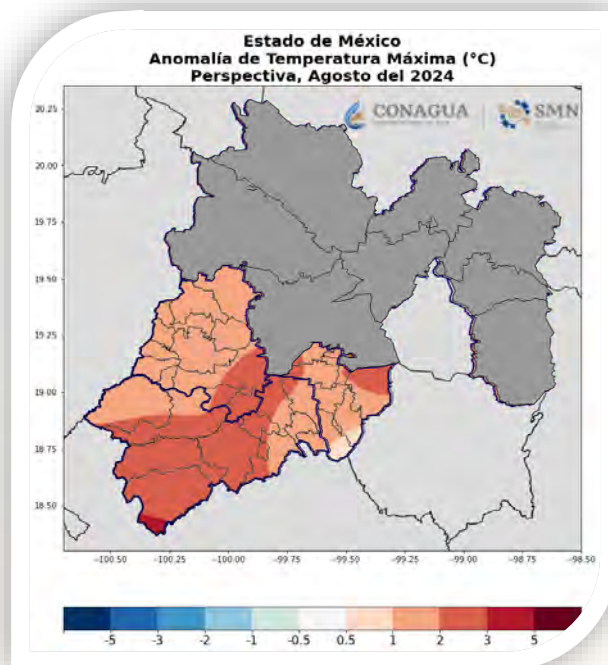 Estado de México
Anomalía de Temperatura Máxima (°C)
Perspectiva, Agosto del 2024
CONAGUA SMN
20.25
20.00
19.75
19.50
19.25
19.00
18.75
18.50
−100.50 −100.25 −100.00 −99.75 −99.50 −99.25 −99.00 −98.75 −98.50
-5 -3 -2 -1 -0.5 0.5 1 2 3 5